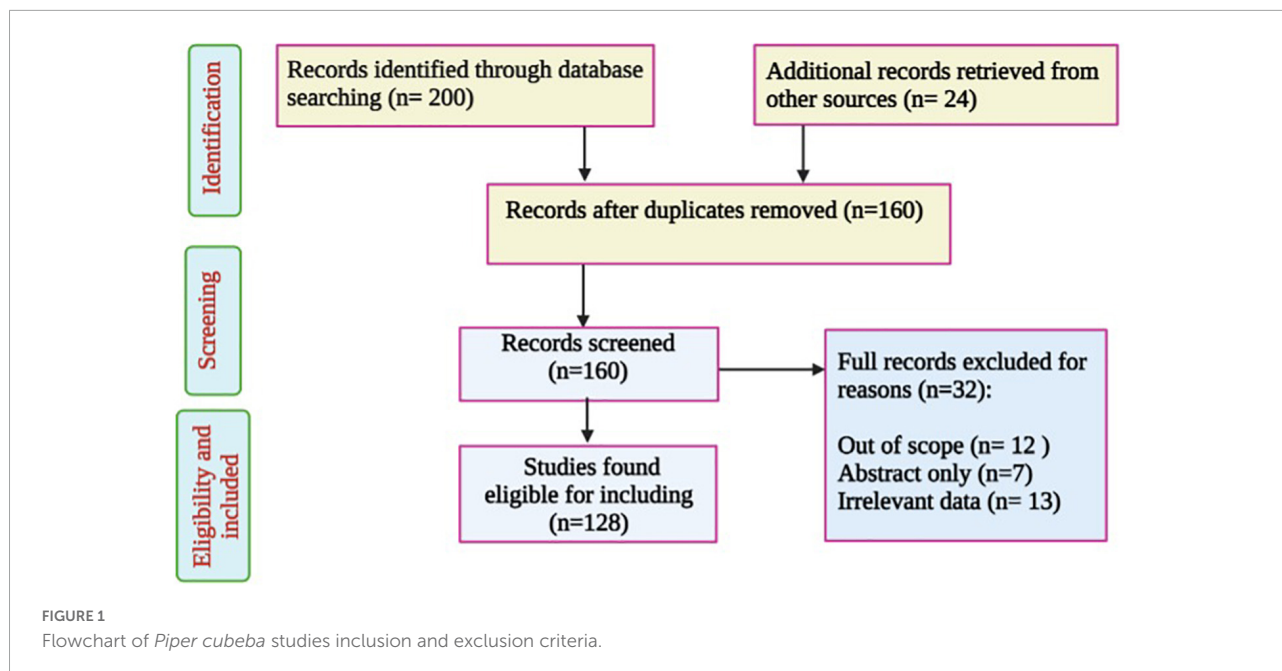 Identification
Records identified through database
searching (n= 200)
Additional records retrieved from
other sources (n= 24)
Records after duplicates removed (n=160)
Screening
Records screened
(n=160)
Full records excluded for
reasons (n=32):
Out of scope (n= 12 )
Abstract only (n=7)
Irrelevant data (n= 13)
Eligibility and
included
Studies found
eligible for including
(n=128)
FIGURE 1
Flowchart of Piper cubeba studies inclusion and exclusion criteria.